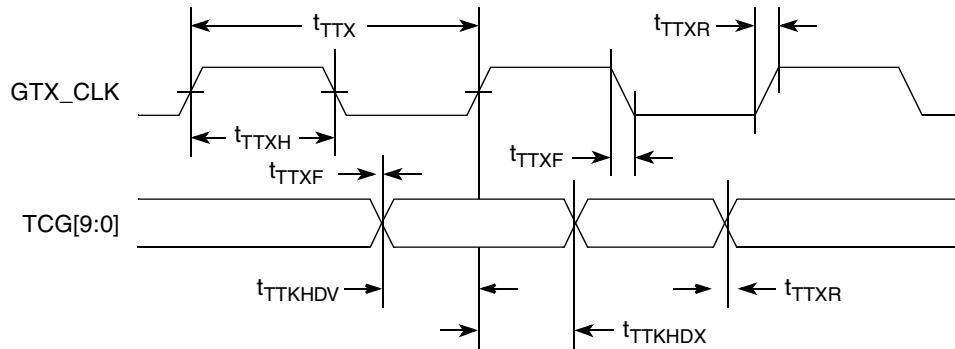 tTTX
tTTXR
GTX_CLK
tTTXH
tTTXF
tTTXF
TCG[9:0]
tTTKHDV
tTTXR
tTTKHDX